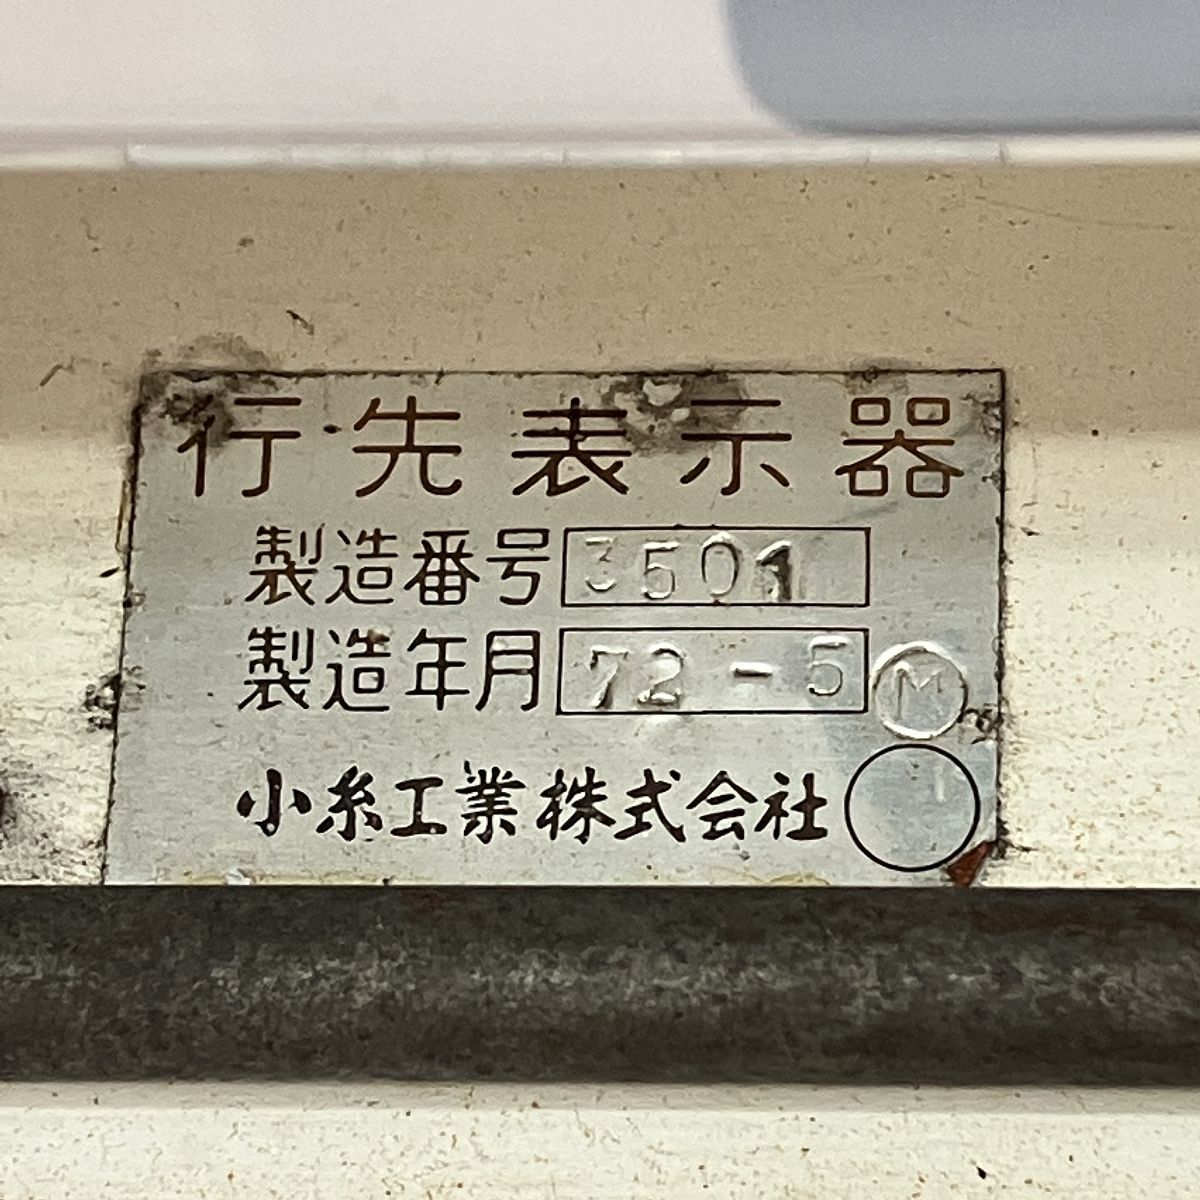 行先表示器
製造番号 3501
製造年月 72-5 M
小糸工業株式会社